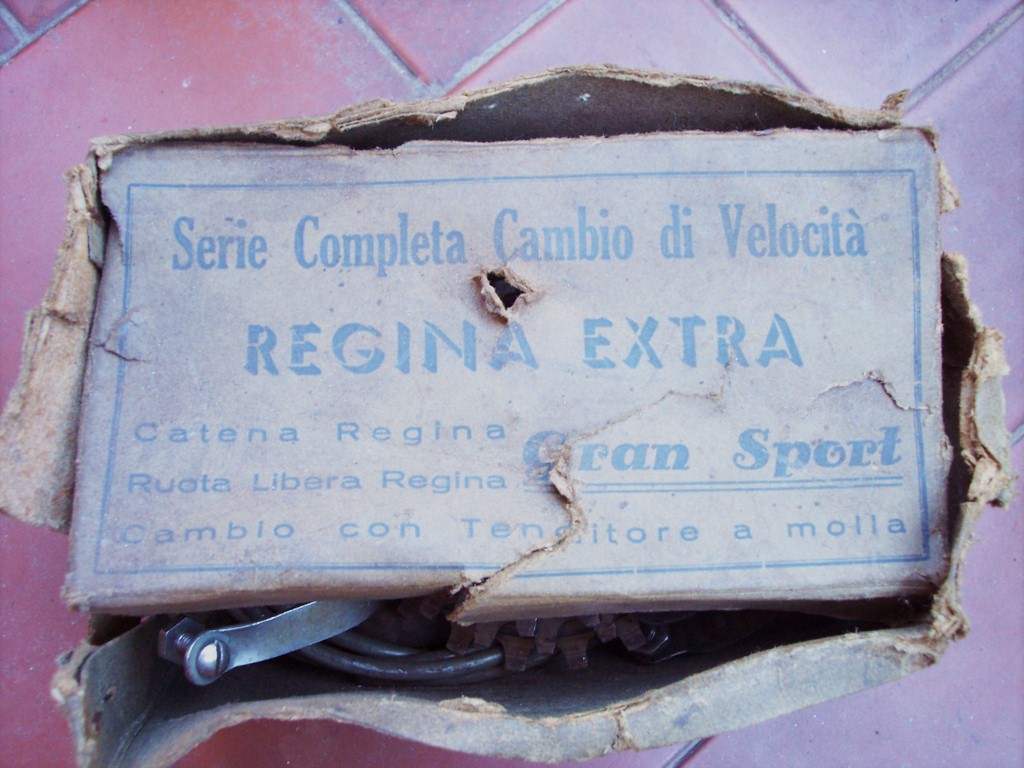 Serie Completa Cambio di Velocità
REGINA EXTRA
Catena Regina
Ruota Libera Regina
Gran Sport
Cambio con Tenditore a molla